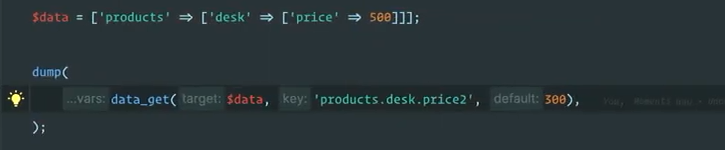 $data = ['products' => ['desk' => ['price' => 500]]];
dump(
...vars: data_get( target: $data, key: 'products.desk.price2', default: 300),
);